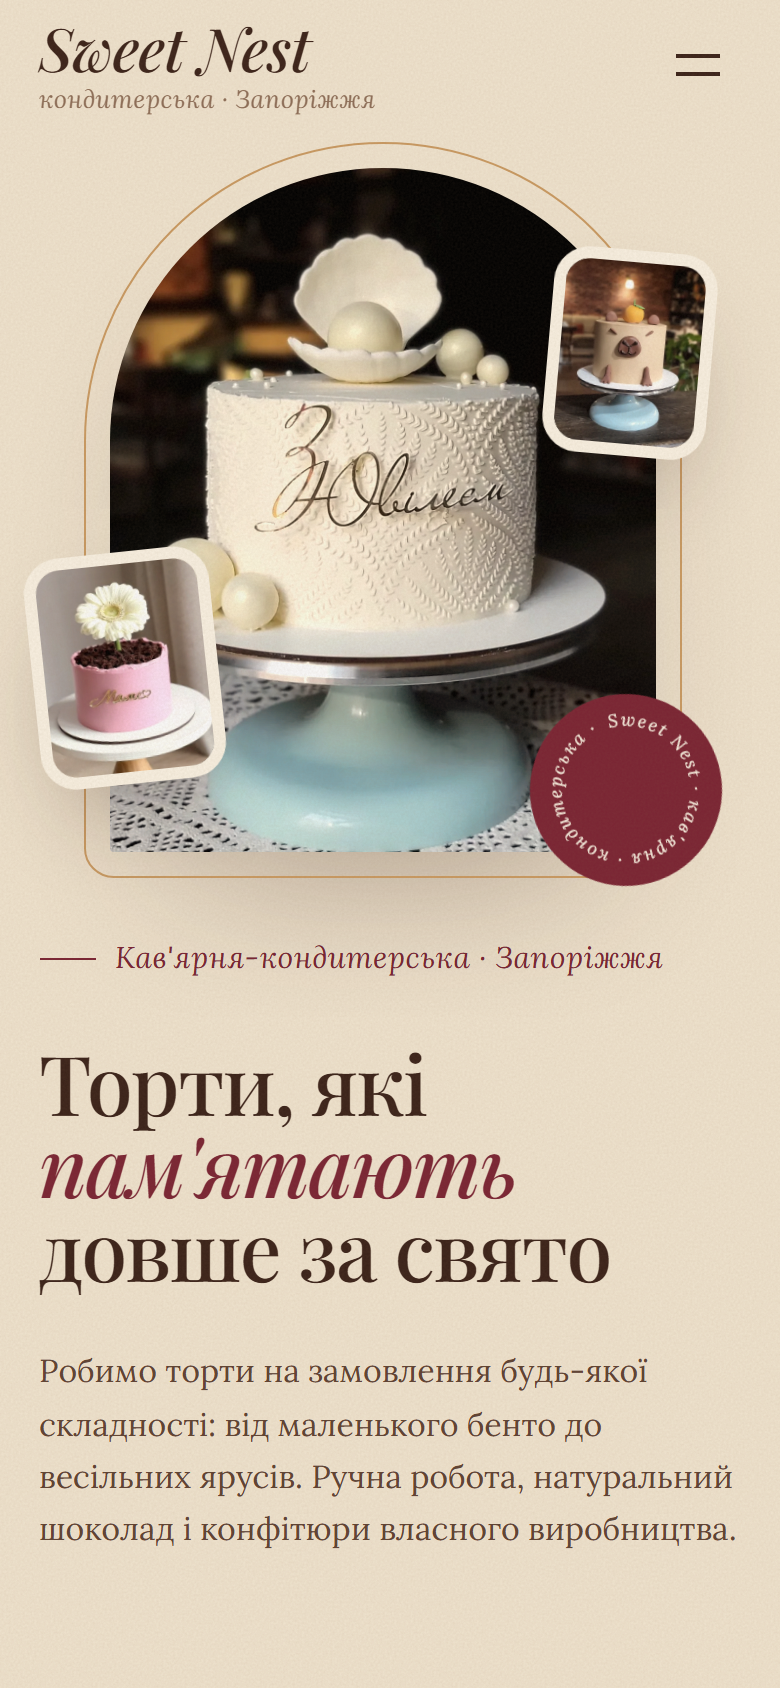 Sweet Nest
кондитерська · Запоріжжя
З Ювілеєм
Маме
Sweet Nest · кав'ярня · кондитерська ·
Кав'ярня-кондитерська · Запоріжжя
Торти, які
пам'ятають
довше за свято
Робимо торти на замовлення будь-якої
складності: від маленького бенто до
весільних ярусів. Ручна робота, натуральний
шоколад і конфітюри власного виробництва.